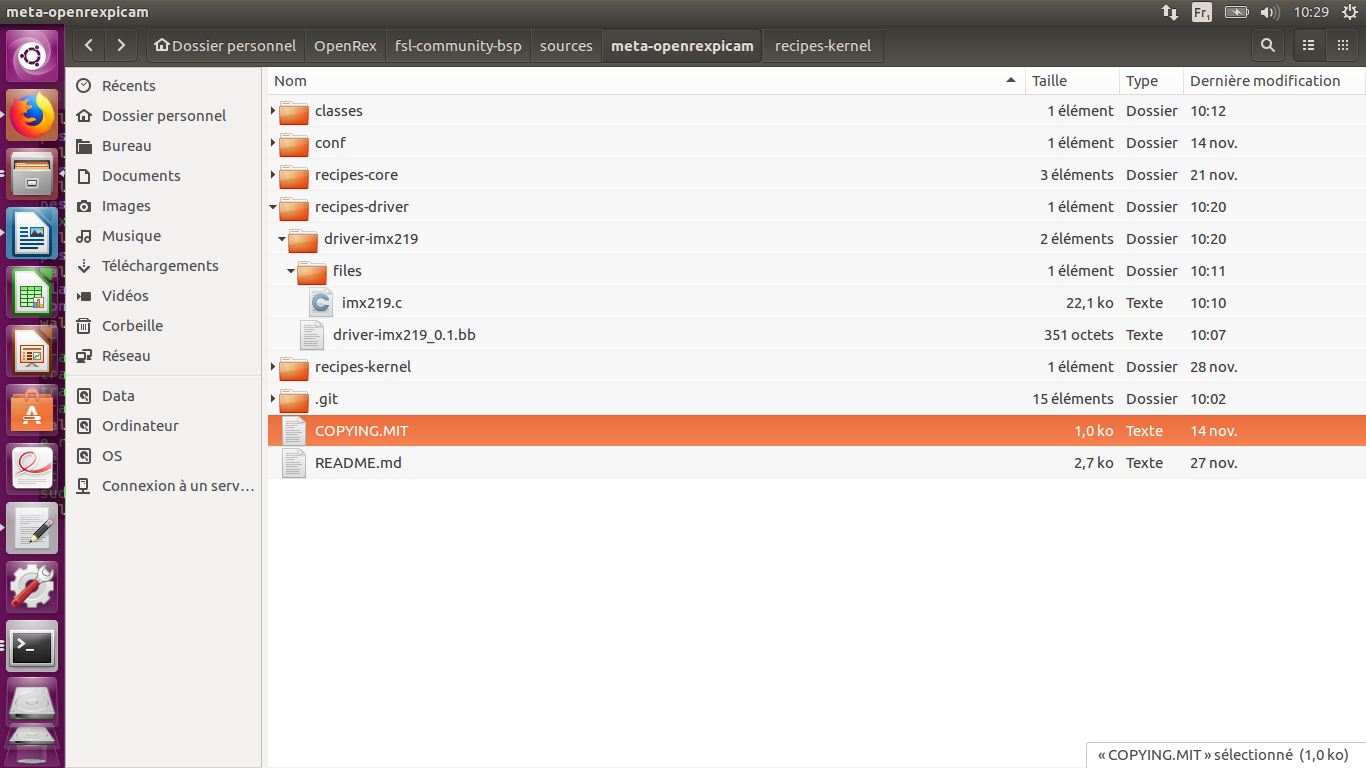 meta-openrexpicam
Fr1
10:29
Dossier personnel OpenRex fsl-community-bsp sources meta-openrexpicam recipes-kernel
Récents
Dossier personnel
Bureau
Documents
Images
Musique
Téléchargements
Vidéos
Corbeille
Réseau
Data
Ordinateur
OS
Connexion à un serv…
Nom Taille Type Dernière modification
classes 1 élément Dossier 10:12
conf 1 élément Dossier 14 nov.
recipes-core 3 éléments Dossier 21 nov.
recipes-driver 1 élément Dossier 10:20
driver-imx219 2 éléments Dossier 10:20
files 1 élément Dossier 10:11
imx219.c 22,1 ko Texte 10:10
driver-imx219_0.1.bb 351 octets Texte 10:07
recipes-kernel 1 élément Dossier 28 nov.
.git 15 éléments Dossier 10:02
COPYING.MIT 1,0 ko Texte 14 nov.
README.md 2,7 ko Texte 27 nov.
« COPYING.MIT » sélectionné (1,0 ko)